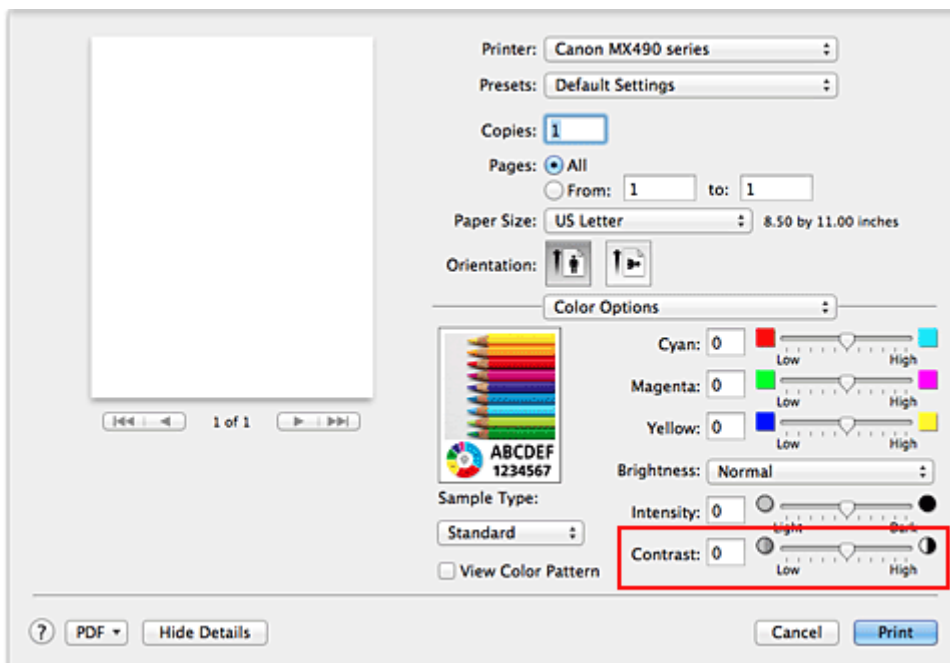 Printer: Canon MX490 series
Presets: Default Settings
Copies: 1
Pages: All
From: 1 to: 1
Paper Size: US Letter 8.50 by 11.00 inches
Orientation:
Color Options
1 of 1
ABCDEF
1234567
Sample Type:
Standard
View Color Pattern
Cyan: 0
Low High
Magenta: 0
Low High
Yellow: 0
Low High
Brightness: Normal
Intensity: 0
Light Dark
Contrast: 0
Low High
? PDF Hide Details Cancel Print